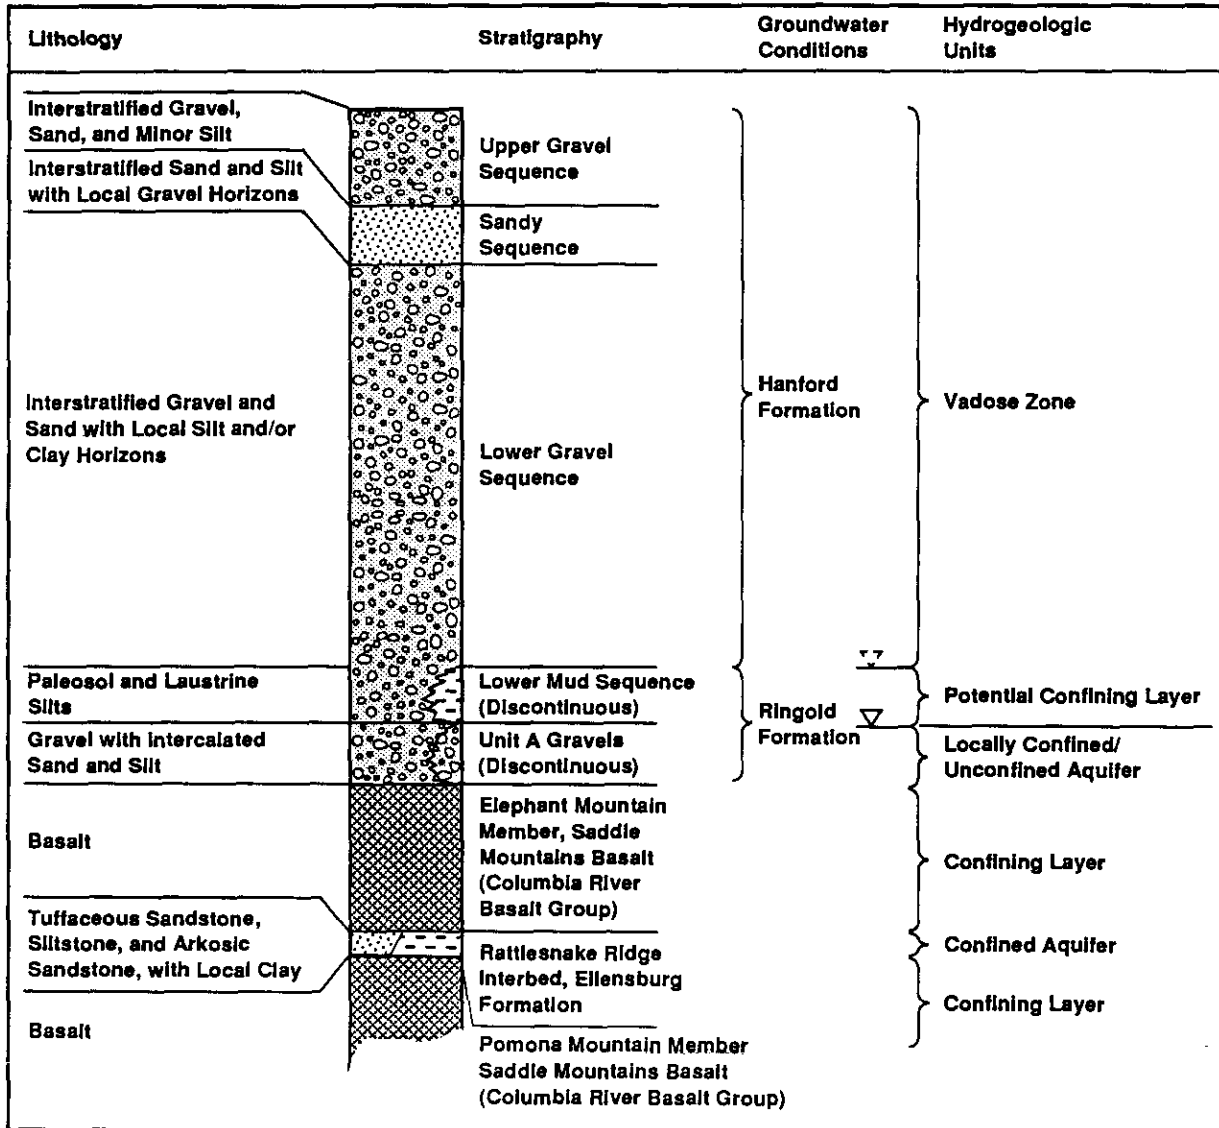 Lithology
Stratigraphy
Groundwater
Conditions
Hydrogeologic
Units
Interstratified Gravel,
Sand, and Minor Silt
Interstratified Sand and Silt
with Local Gravel Horizons
Interstratified Gravel and
Sand with Local Silt and/or
Clay Horizons
Paleosol and Laustrine
Silts
Gravel with Intercalated
Sand and Silt
Basalt
Tuffaceous Sandstone,
Siltstone, and Arkosic
Sandstone, with Local Clay
Basalt
Upper Gravel
Sequence
Sandy
Sequence
Lower Gravel
Sequence
Lower Mud Sequence
(Discontinuous)
Unit A Gravels
(Discontinuous)
Elephant Mountain
Member, Saddle
Mountains Basalt
(Columbia River
Basalt Group)
Rattlesnake Ridge
Interbed, Ellensburg
Formation
Pomona Mountain Member
Saddle Mountains Basalt
(Columbia River Basalt Group)
Hanford
Formation
Ringold
Formation
Vadose Zone
Potential Confining Layer
Locally Confined/
Unconfined Aquifer
Confining Layer
Confined Aquifer
Confining Layer